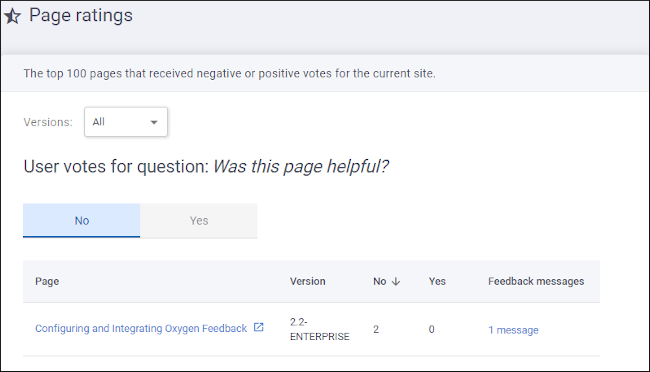 Page ratings
The top 100 pages that received negative or positive votes for the current site.
Versions: All
User votes for question: Was this page helpful?
No Yes
Page Version No Yes Feedback messages
Configuring and Integrating Oxygen Feedback 2.2-ENTERPRISE 2 0 1 message